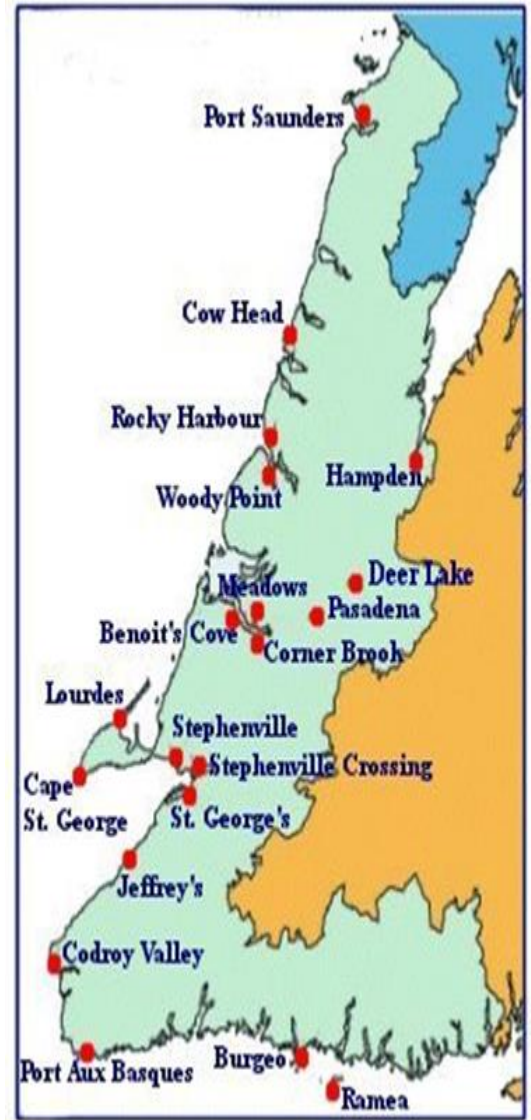 Port Saunders
Cow Head
Rocky Harbour
Hampden
Woody Point
Deer Lake
Meadows
Pasadena
Benoit's Cove
Corner Brook
Lourdes
Stephenville
Stephenville Crossing
Cape
St. George
St. George's
Jeffrey's
Codroy Valley
Port Aux Basques
Burgeo
Ramea